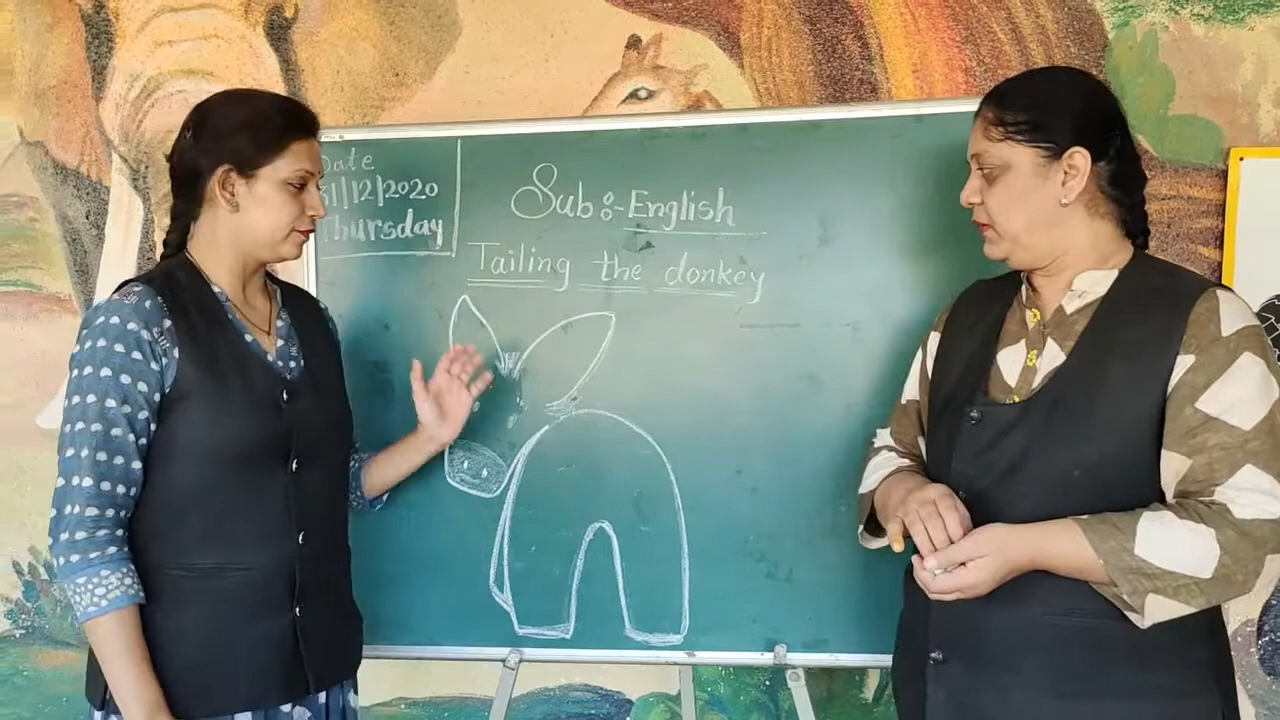 Date
31/12/2020
Thursday
Sub :- English
Tailing the donkey